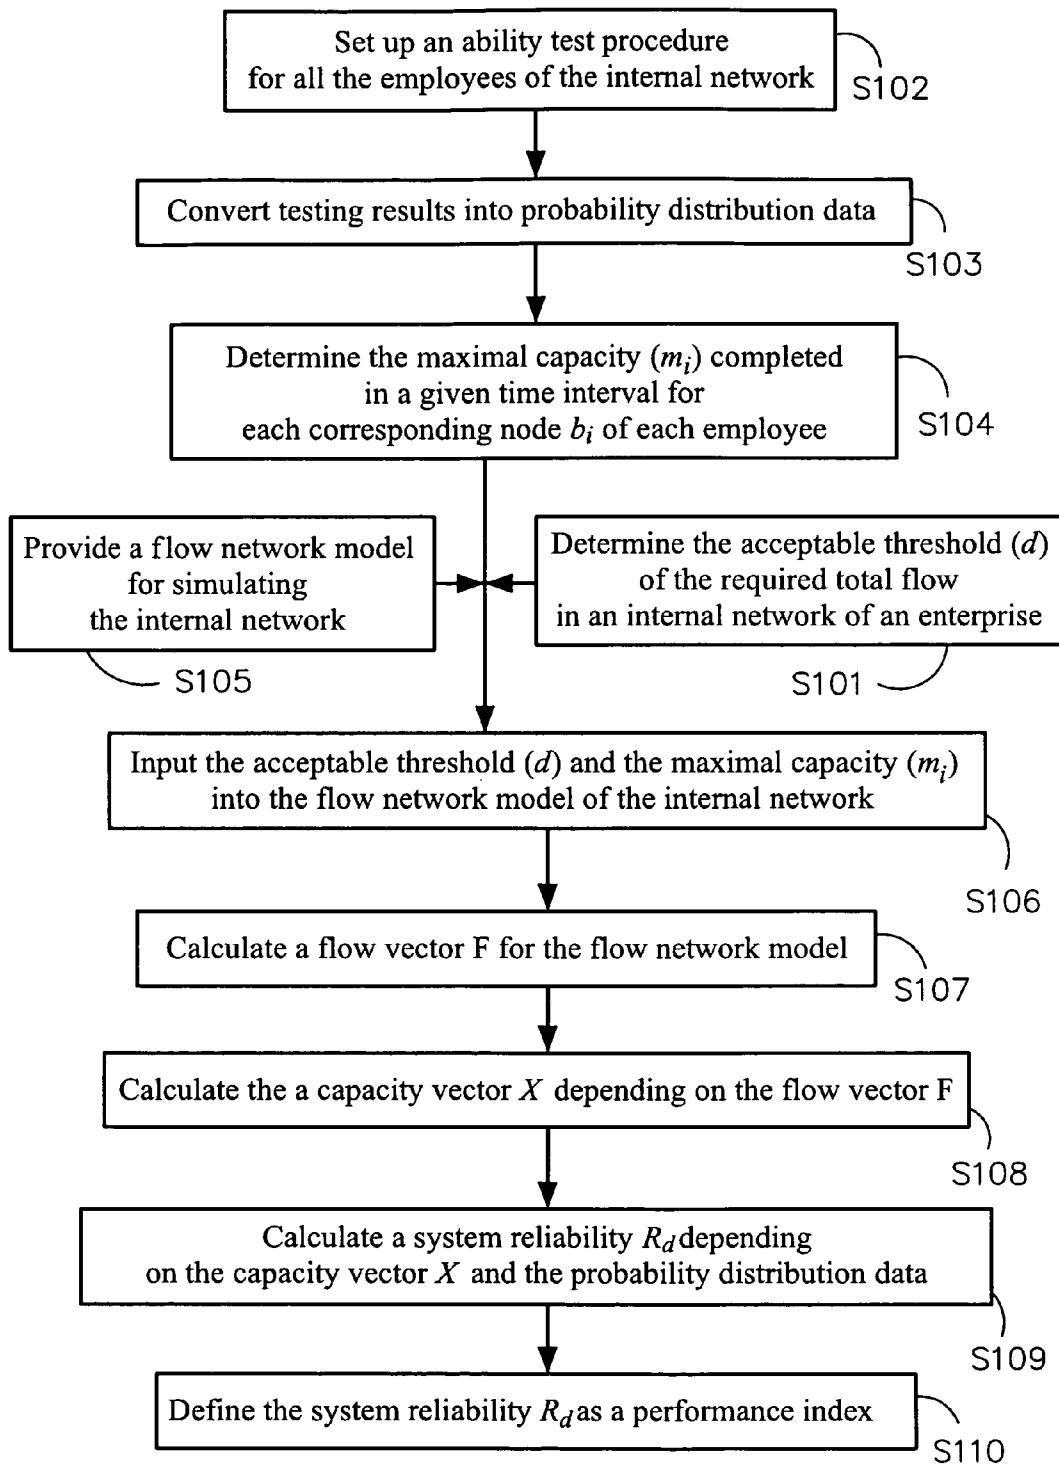 Set up an ability test procedure
for all the employees of the internal network
S102
Convert testing results into probability distribution data
S103
Determine the maximal capacity (m_i) completed
in a given time interval for
each corresponding node b_i of each employee
S104
Provide a flow network model
for simulating
the internal network
S105
Determine the acceptable threshold (d)
of the required total flow
in an internal network of an enterprise
S101
Input the acceptable threshold (d) and the maximal capacity (m_i)
into the flow network model of the internal network
S106
Calculate a flow vector F for the flow network model
S107
Calculate the a capacity vector X depending on the flow vector F
S108
Calculate a system reliability R_d depending
on the capacity vector X and the probability distribution data
S109
Define the system reliability R_d as a performance index
S110